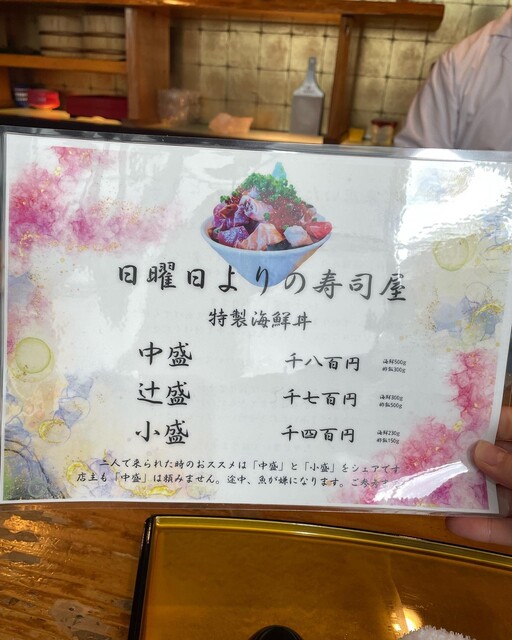 日曜日よりの寿司屋
特製海鮮丼
中盛 千八百円 海鮮500g
酢飯300g
辻盛 千七百円 海鮮300g
酢飯500g
小盛 千四百円 海鮮230g
酢飯150g
二人で来られた時のおススメは「中盛」と「小盛」をシェアです
店主も「中盛」は頼みません。途中、魚が嫌になります。ご参考